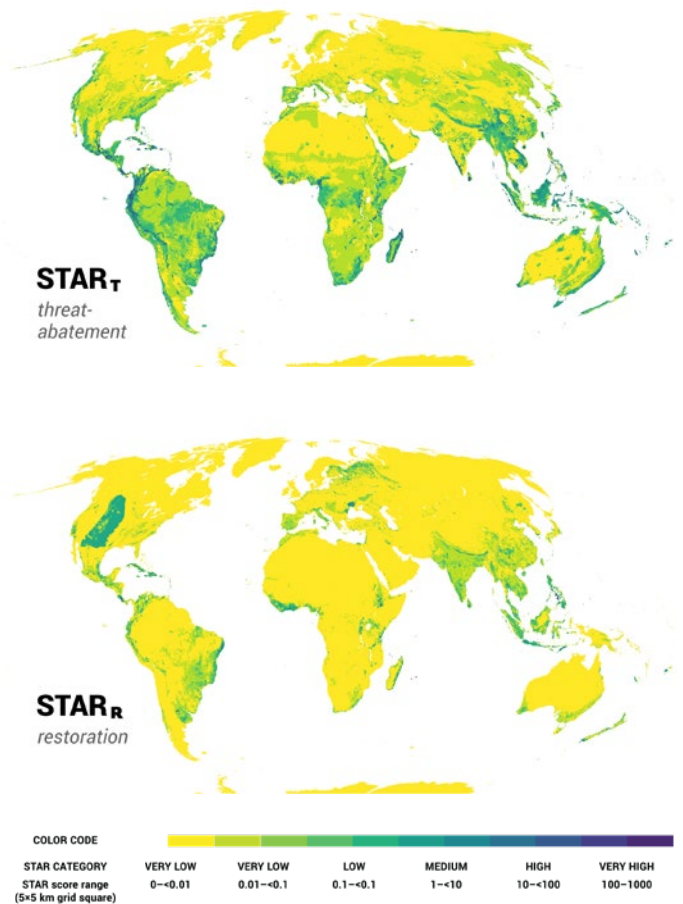 STAR T
threat-
abatement
STAR R
restoration
COLOR CODE
STAR CATEGORY VERY LOW VERY LOW LOW MEDIUM HIGH VERY HIGH
STAR score range 0–<0.01 0.01–<0.1 0.1–<0.1 1–<10 10–<100 100–1000
(5×5 km grid square)